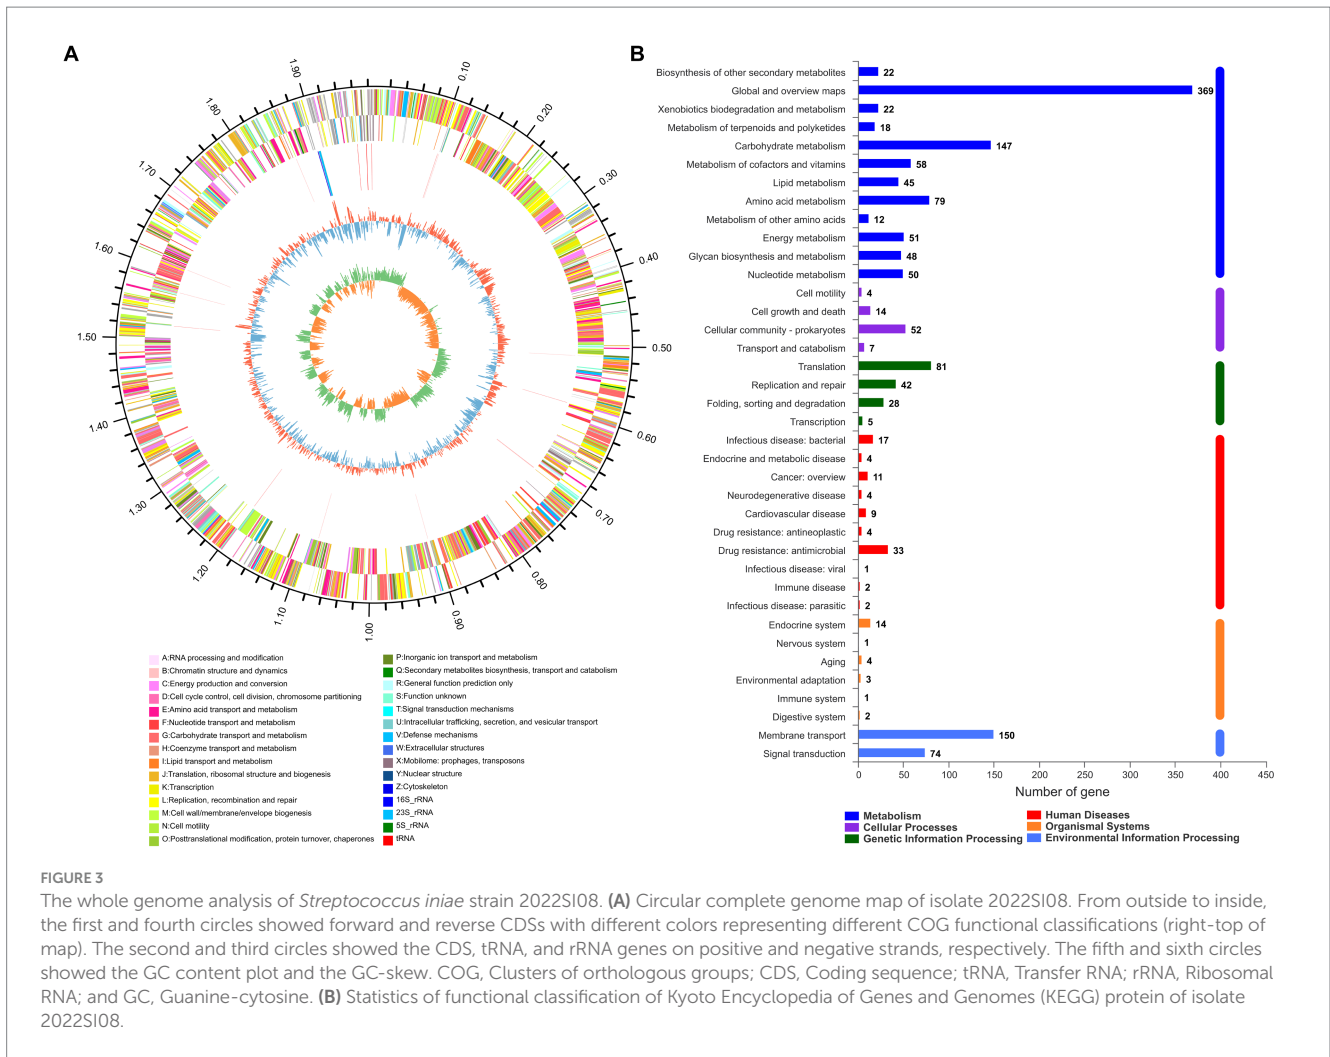 A
B
0.10
0.20
0.30
0.40
0.50
0.60
0.70
0.80
0.90
1.00
1.10
1.20
1.30
1.40
1.50
1.60
1.70
1.80
1.90
A:RNA processing and modification
B:Chromatin structure and dynamics
C:Energy production and conversion
D:Cell cycle control, cell division, chromosome partitioning
E:Amino acid transport and metabolism
F:Nucleotide transport and metabolism
G:Carbohydrate transport and metabolism
H:Coenzyme transport and metabolism
I:Lipid transport and metabolism
J:Translation, ribosomal structure and biogenesis
K:Transcription
L:Replication, recombination and repair
M:Cell wall/membrane/envelope biogenesis
N:Cell motility
O:Posttranslational modification, protein turnover, chaperones
P:Inorganic ion transport and metabolism
Q:Secondary metabolites biosynthesis, transport and catabolism
R:General function prediction only
S:Function unknown
T:Signal transduction mechanisms
U:Intracellular trafficking, secretion, and vesicular transport
V:Defense mechanisms
W:Extracellular structures
X:Mobilome: prophages, transposons
Y:Nuclear structure
Z:Cytoskeleton
16S_rRNA
23S_rRNA
5S_rRNA
tRNA
Biosynthesis of other secondary metabolites 22
Global and overview maps 369
Xenobiotics biodegradation and metabolism 22
Metabolism of terpenoids and polyketides 18
Carbohydrate metabolism 147
Metabolism of cofactors and vitamins 58
Lipid metabolism 45
Amino acid metabolism 79
Metabolism of other amino acids 12
Energy metabolism 51
Glycan biosynthesis and metabolism 48
Nucleotide metabolism 50
Cell motility 4
Cell growth and death 14
Cellular community - prokaryotes 52
Transport and catabolism 7
Translation 81
Replication and repair 42
Folding, sorting and degradation 28
Transcription 5
Infectious disease: bacterial 17
Endocrine and metabolic disease 4
Cancer: overview 11
Neurodegenerative disease 4
Cardiovascular disease 9
Drug resistance: antineoplastic 4
Drug resistance: antimicrobial 33
Infectious disease: viral 1
Immune disease 2
Infectious disease: parasitic 2
Endocrine system 14
Nervous system 1
Aging 4
Environmental adaptation 3
Immune system 1
Digestive system 2
Membrane transport 150
Signal transduction 74
0 50 100 150 200 250 300 350 400 450
Number of gene
Metabolism
Cellular Processes
Genetic Information Processing
Human Diseases
Organismal Systems
Environmental Information Processing
FIGURE 3
The whole genome analysis of Streptococcus iniae strain 2022SI08. (A) Circular complete genome map of isolate 2022SI08. From outside to inside,
the first and fourth circles showed forward and reverse CDSs with different colors representing different COG functional classifications (right-top of
map). The second and third circles showed the CDS, tRNA, and rRNA genes on positive and negative strands, respectively. The fifth and sixth circles
showed the GC content plot and the GC-skew. COG, Clusters of orthologous groups; CDS, Coding sequence; tRNA, Transfer RNA; rRNA, Ribosomal
RNA; and GC, Guanine-cytosine. (B) Statistics of functional classification of Kyoto Encyclopedia of Genes and Genomes (KEGG) protein of isolate
2022SI08.